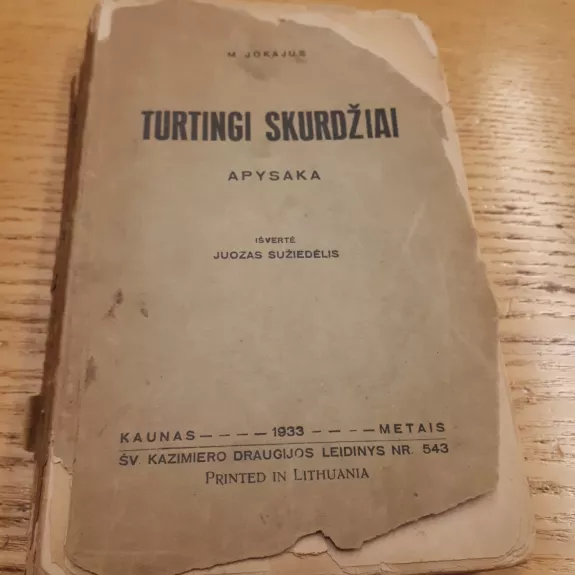 M. JOKAJUS
TURTINGI SKURDŽIAI
APYSAKA
IŠVERTĖ
JUOZAS SUŽIEDĖLIS
KAUNAS – – – – 1933 – – – – METAIS
ŠV. KAZIMIERO DRAUGIJOS LEIDINYS NR. 543
PRINTED IN LITHUANIA